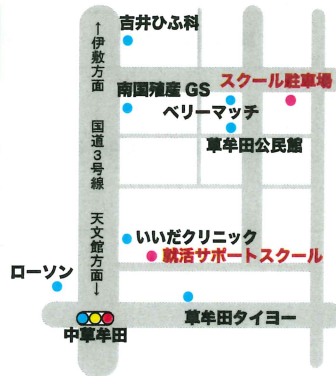 吉井ひふ科
←伊敷方面
スクール駐車場
南国殖産 GS
ベリーマッチ
草牟田公民館
国道3号線
天文館方面→
いいだクリニック
就活サポートスクール
ローソン
草牟田タイヨー
中草牟田